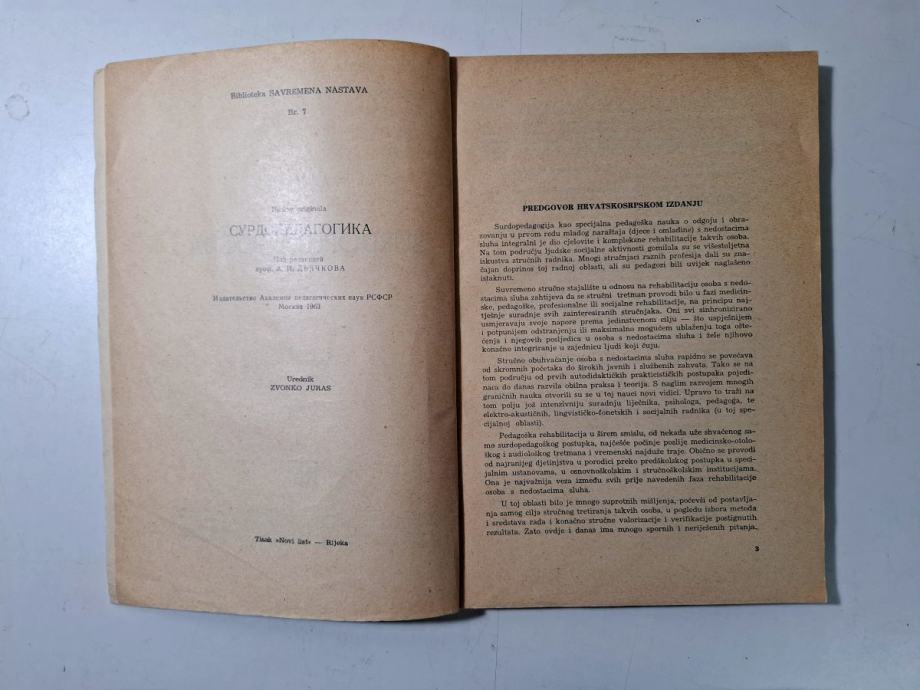 Biblioteka SAVREMENA NASTAVA
Br. 7
Naslov originala
СУРДОПЕДАГОГИКА
Под редакцией
проф. А. И. ДЬЯЧКОВА
Издательство Академии педагогических наук РСФСР
Москва 1963
Urednik
ZVONKO JURAS
Tisak »Novi list« — Rijeka
PREDGOVOR HRVATSKOSRPSKOM IZDANJU
Surdopedagogija kao specijalna pedagoška nauka o odgoju i obra-
zovanju u prvom redu mladog naraštaja (djece i omladine) s nedostacima
sluha integralni je dio cjelovite i kompleksne rehabilitacije takvih osoba.
Na tom području ljudske socijalne aktivnosti gomilala su se višestoljetna
iskustva stručnih radnika. Mnogi stručnjaci raznih profesija dali su zna-
čajan doprinos toj radnoj oblasti, ali su pedagozi bili uvijek naglašeno
istaknuti.
Suvremeno stručno stajalište u odnosu na rehabilitaciju osoba s nedo-
stacima sluha zahtijeva da se stručni tretman provodi bilo u fazi medicin-
ske, pedagoške, profesionalne ili socijalne rehabilitacije, na principu naj-
tješnje suradnje svih zainteresiranih stručnjaka. Oni svi sinhronizirano
usmjeravaju svoje napore prema jedinstvenom cilju — što uspješnijem
i potpunijem odstranjenju ili maksimalno mogućem ublaženju toga ošte-
ćenja i njegovih posljedica u osoba s nedostacima sluha i žele njihovo
konačno integriranje u zajednicu ljudi koji čuju.
Stručno obuhvaćanje osoba s nedostacima sluha rapidno se povećava
od skromnih početaka do širokih javnih i službenih zahvata. Tako se na
tom području od prvih autodidaktičkih prakticističkih postupaka pojedi-
naca do danas razvila obilna praksa i teorija. S naglim razvojem mnogih
graničnih nauka otvorili su se u toj nauci novi vidici. Upravo to traži na
tom polju još intenzivniju suradnju liječnika, psihologa, pedagoga, te
elektro-akustičnih, lingvističko-fonetskih i socijalnih radnika (u toj spe-
cijalnoj oblasti).
Pedagoška rehabilitacija u širem smislu, od nekada uže shvaćenog sa-
mo surdopedagoškog postupka, najčešće počinje poslije medicinsko-otolo-
škog i audiološkog tretmana i vremenski najduže traje. Obično se provodi
od najranijeg djetinjstva u porodici preko predškolskog postupka u speci-
jalnim ustanovama, u osnovnoškolskim i stručnoškolskim institucijama.
Ona je najvažnija veza između svih prije navedenih faza rehabilitacije
osoba s nedostacima sluha.
U toj oblasti bilo je mnogo suprotnih mišljenja, počevši od postavlja-
nja samog cilja stručnog tretiranja takvih osoba, u pogledu izbora metoda
i sredstava rada i konačno stručne valorizacije i verifikacije postignutih
rezultata. Zato ovdje i danas ima mnogo spornih i neriješenih pitanja.
3